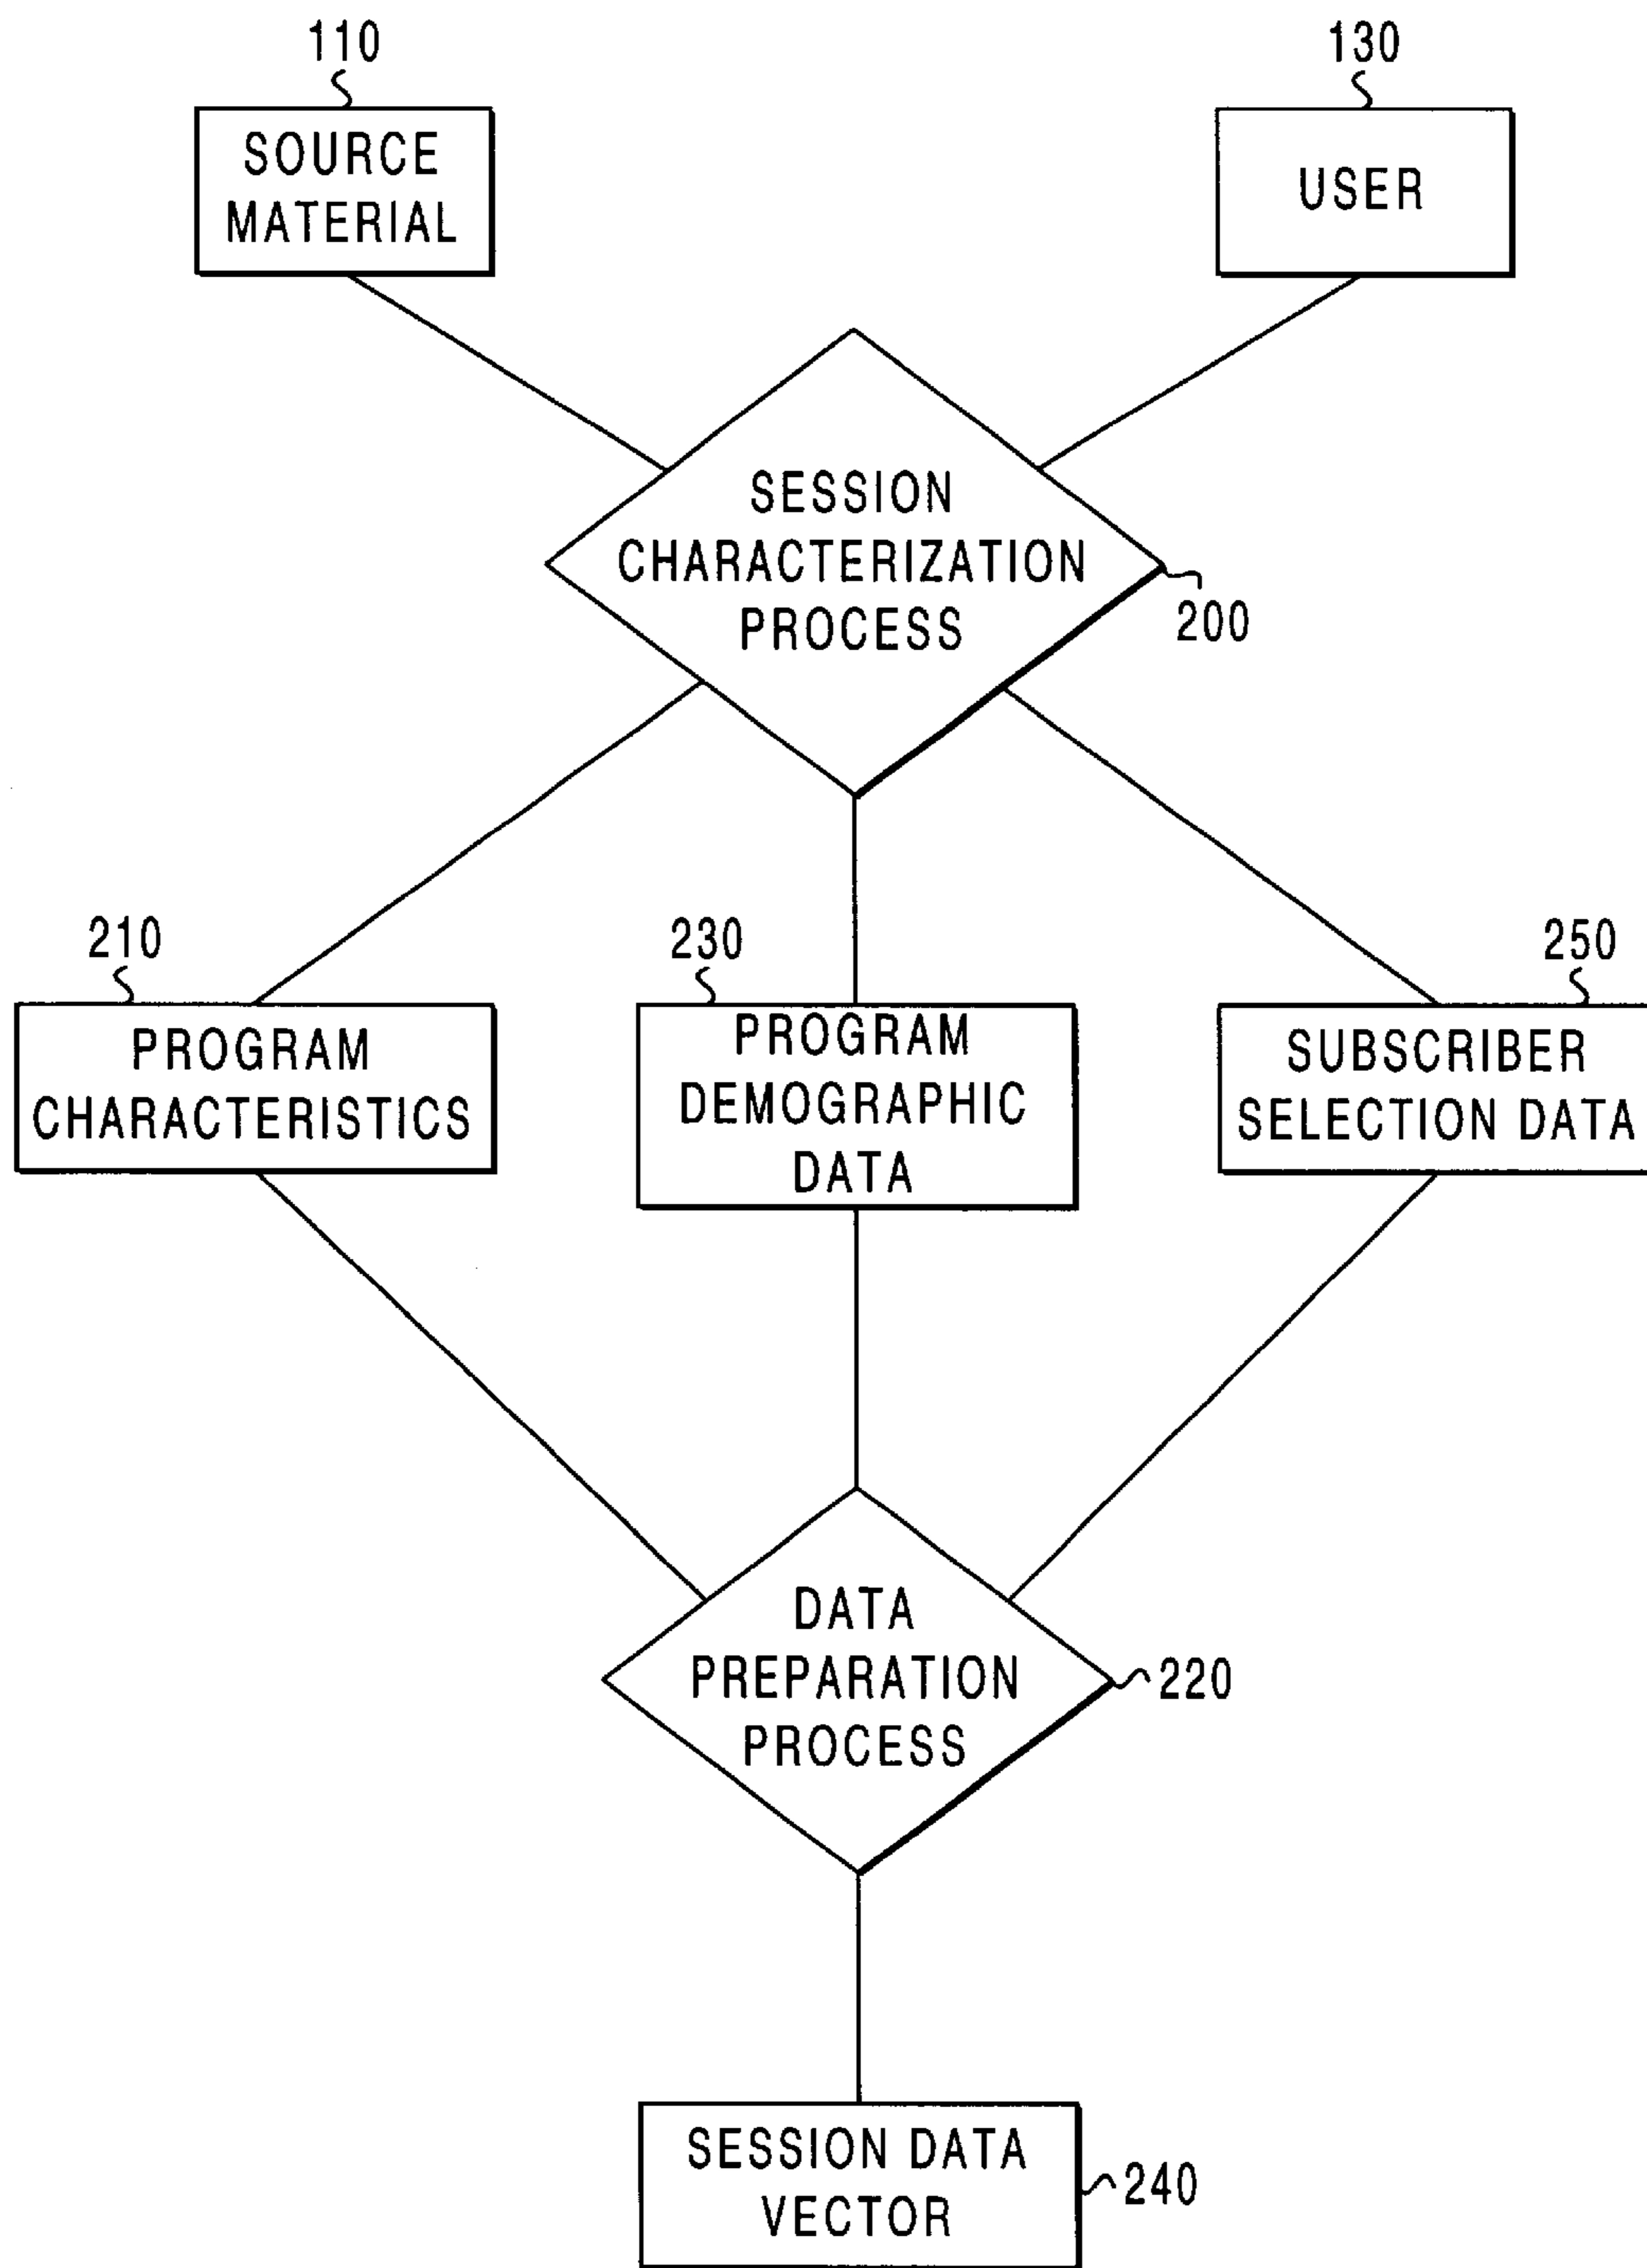 110
130
SOURCE
MATERIAL
USER
SESSION
CHARACTERIZATION
PROCESS
200
210
230
250
PROGRAM
CHARACTERISTICS
PROGRAM
DEMOGRAPHIC
DATA
SUBSCRIBER
SELECTION DATA
DATA
PREPARATION
PROCESS
220
SESSION DATA
VECTOR
240